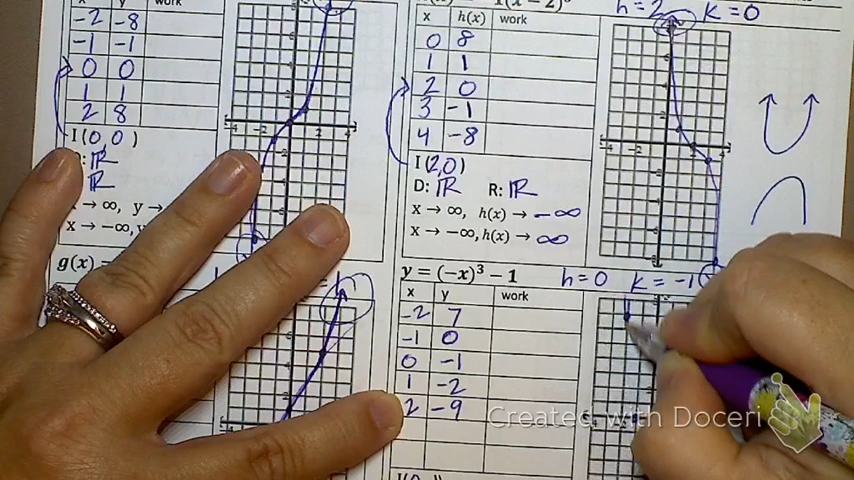 x y work
-2 -8
-1 -1
0 0
1 1
2 8
I (0,0)
: ℝ
ℝ
x → ∞, y →
x → -∞, y
x h(x) work
0 8
1 1
2 0
3 -1
4 -8
I (2,0)
D: ℝ R: ℝ
x → ∞, h(x) → -∞
x → -∞, h(x) → ∞
h = 2 k = 0
g(x) =
y = (-x)³ - 1 h = 0 k = -1
x y work
-2 7
-1 0
0 -1
1 -2
2 -9
Created with Doceri